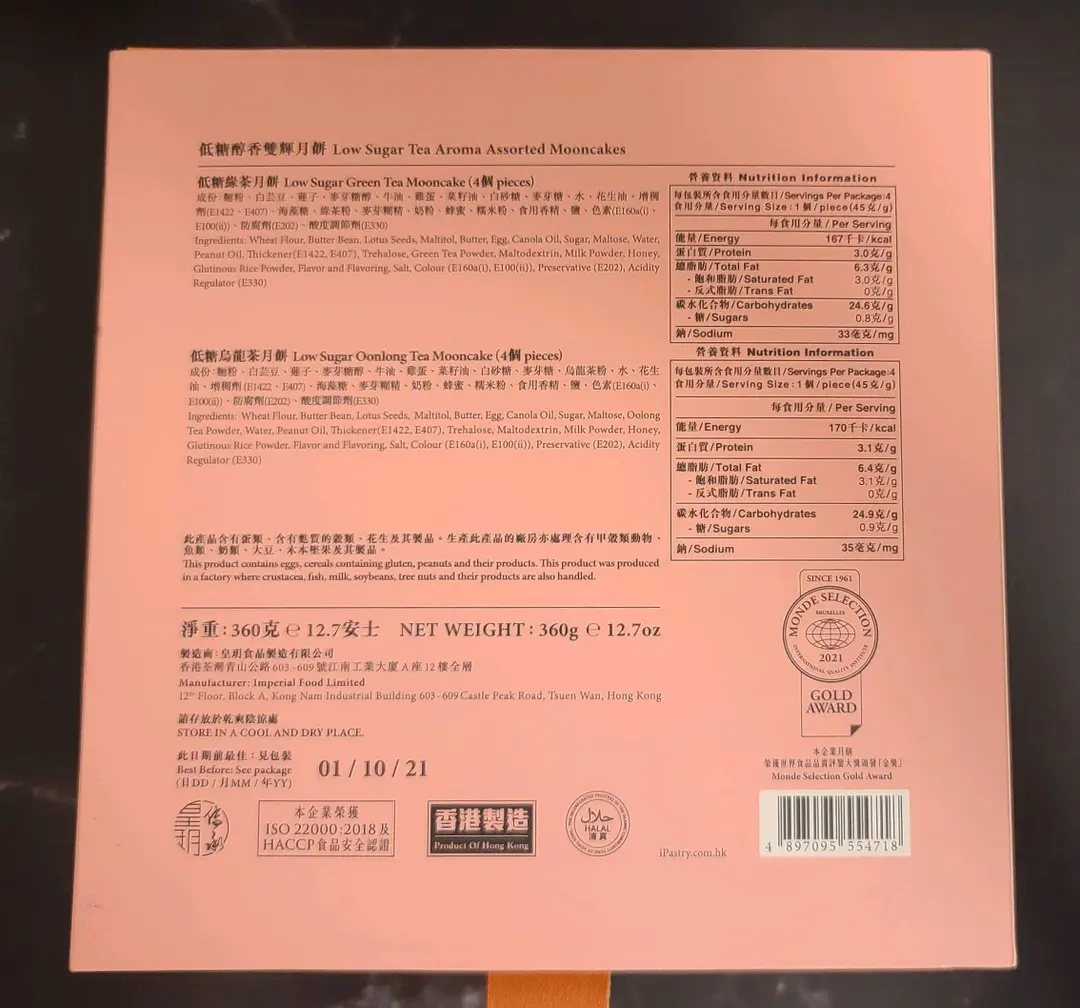 低糖醇香雙輝月餅 Low Sugar Tea Aroma Assorted Mooncakes
低糖綠茶月餅 Low Sugar Green Tea Mooncake (4個 pieces)
成份：麵粉、白芸豆、蓮子、麥芽糖醇、牛油、雞蛋、菜籽油、白砂糖、麥芽糖、水、花生油、增稠
劑(E1422、E407)、海藻糖、綠茶粉、麥芽糊精、奶粉、蜂蜜、糯米粉、食用香精、鹽、色素(E160a(i)、
E100(ii))、防腐劑(E202)、酸度調節劑(E330)
Ingredients: Wheat Flour, Butter Bean, Lotus Seeds, Maltitol, Butter, Egg, Canola Oil, Sugar, Maltose, Water,
Peanut Oil, Thickener(E1422, E407), Trehalose, Green Tea Powder, Maltodextrin, Milk Powder, Honey,
Glutinous Rice Powder, Flavor and Flavoring, Salt, Colour (E160a(i), E100(ii)), Preservative (E202), Acidity
Regulator (E330)
營養資料 Nutrition Information
每包裝所含食用分量數目/Servings Per Package:4
食用分量/Serving Size:1個/piece(45克/g)
每食用分量/Per Serving
能量/Energy 167千卡/kcal
蛋白質/Protein 3.0克/g
總脂肪/Total Fat 6.3克/g
- 飽和脂肪/Saturated Fat 3.0克/g
- 反式脂肪/Trans Fat 0克/g
碳水化合物/Carbohydrates 24.6克/g
- 糖/Sugars 0.8克/g
鈉/Sodium 33毫克/mg
低糖烏龍茶月餅 Low Sugar Oonlong Tea Mooncake (4個 pieces)
成份：麵粉、白芸豆、蓮子、麥芽糖醇、牛油、雞蛋、菜籽油、白砂糖、麥芽糖、烏龍茶粉、水、花生
油、增稠劑(E1422、E407)、海藻糖、麥芽糊精、奶粉、蜂蜜、糯米粉、食用香精、鹽、色素(E160a(i)、
E100(ii))、防腐劑(E202)、酸度調節劑(E330)
Ingredients: Wheat Flour, Butter Bean, Lotus Seeds, Maltitol, Butter, Egg, Canola Oil, Sugar, Maltose, Oolong
Tea Powder, Water, Peanut Oil, Thickener(E1422, E407), Trehalose, Maltodextrin, Milk Powder, Honey,
Glutinous Rice Powder, Flavor and Flavoring, Salt, Colour (E160a(i), E100(ii)), Preservative (E202), Acidity
Regulator (E330)
營養資料 Nutrition Information
每包裝所含食用分量數目/Servings Per Package:4
食用分量/Serving Size:1個/piece(45克/g)
每食用分量/Per Serving
能量/Energy 170千卡/kcal
蛋白質/Protein 3.1克/g
總脂肪/Total Fat 6.4克/g
- 飽和脂肪/Saturated Fat 3.1克/g
- 反式脂肪/Trans Fat 0克/g
碳水化合物/Carbohydrates 24.9克/g
- 糖/Sugars 0.9克/g
鈉/Sodium 35毫克/mg
此產品含有蛋類、含有麩質的穀類、花生及其製品。生產此產品的廠房亦處理含有甲殼類動物、
魚類、奶類、大豆、木本堅果及其製品。
This product contains eggs, cereals containing gluten, peanuts and their products. This product was produced
in a factory where crustacea, fish, milk, soybeans, tree nuts and their products are also handled.
淨重：360克 ℮ 12.7安士 NET WEIGHT：360g ℮ 12.7oz
製造商：皇玥食品製造有限公司
香港荃灣青山公路603-609號江南工業大廈A座12樓全層
Manufacturer: Imperial Food Limited
12th Floor, Block A, Kong Nam Industrial Building 603-609 Castle Peak Road, Tsuen Wan, Hong Kong
請存放於乾爽陰涼處
STORE IN A COOL AND DRY PLACE.
此日期前最佳：見包裝
Best Before: See package
(日DD / 月MM / 年YY)
01 / 10 / 21
SINCE 1961
MONDE SELECTION
BRUXELLES
2021
INTERNATIONAL QUALITY INSTITUTE
GOLD
AWARD
本企業月餅
榮獲世界食品品質評鑒大獎頒發「金獎」
Monde Selection Gold Award
皇玥
本企業榮獲
ISO 22000:2018及
HACCP食品安全認證
香港製造
Product Of Hong Kong
حلال
HALAL
清真
iPastry.com.hk
4 897095 554718